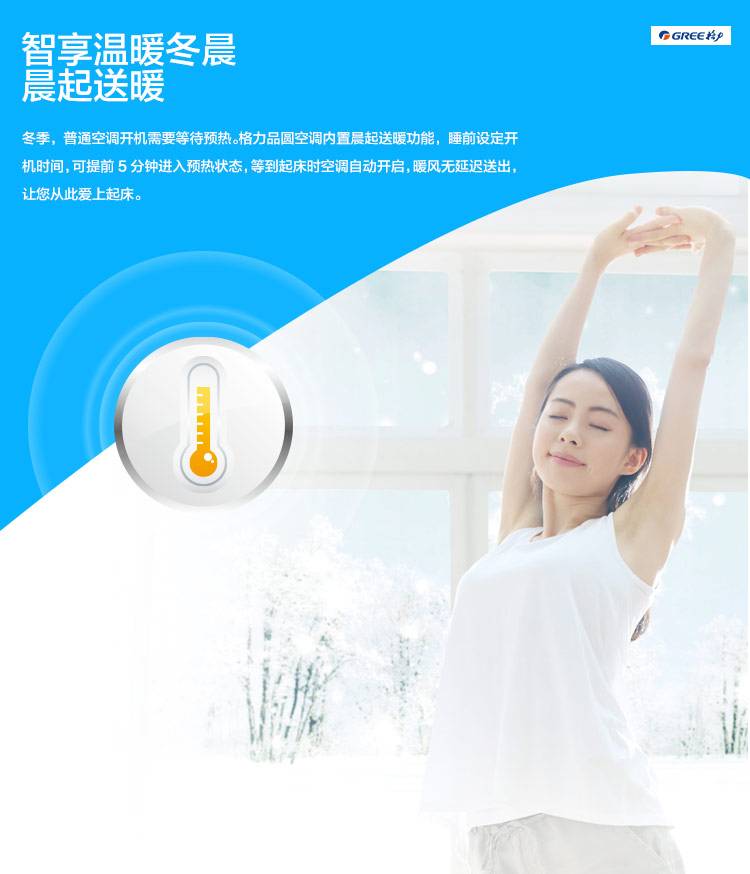 GREE 格力
智享温暖冬晨
晨起送暖
冬季，普通空调开机需要等待预热。格力品圆空调内置晨起送暖功能，睡前设定开
机时间，可提前 5 分钟进入预热状态，等到起床时空调自动开启，暖风无延迟送出，
让您从此爱上起床。